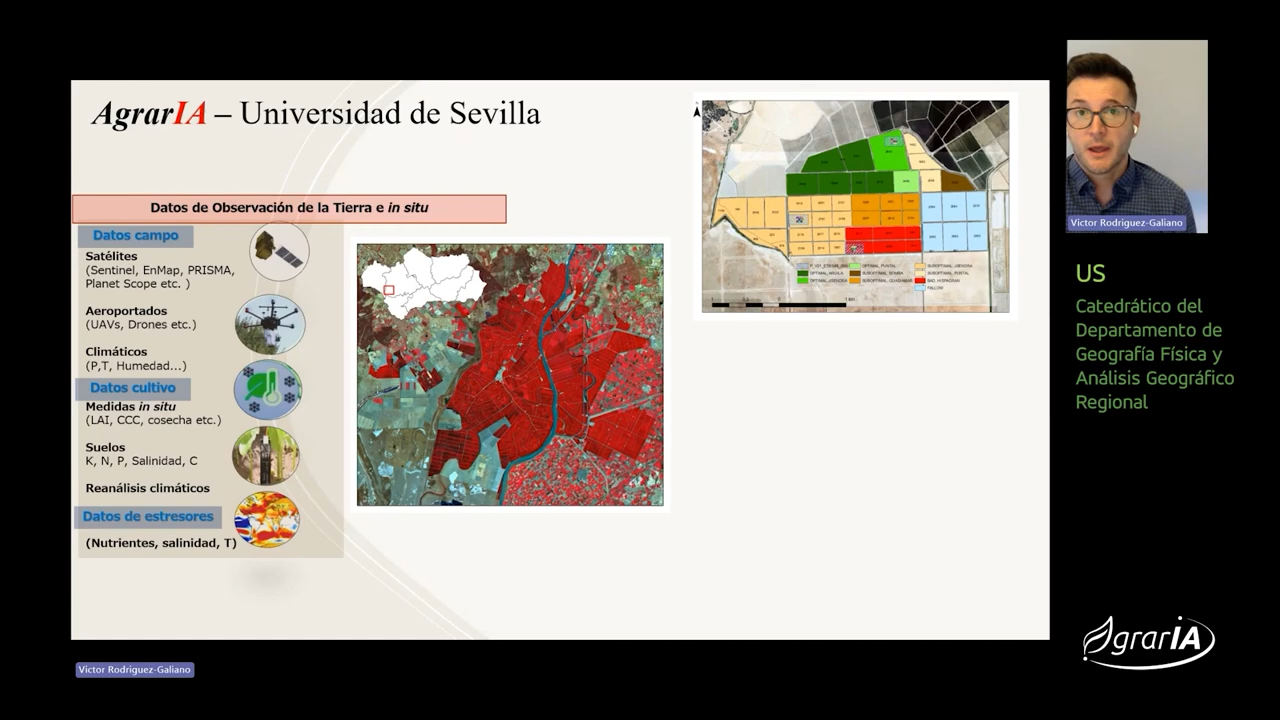 AgrarIA – Universidad de Sevilla
Datos de Observación de la Tierra e in situ
Datos campo
Satélites
(Sentinel, EnMap, PRISMA,
Planet Scope etc. )
Aeroportados
(UAVs, Drones etc.)
Climáticos
(P,T, Humedad...)
Datos cultivo
Medidas in situ
(LAI, CCC, cosecha etc.)
Suelos
K, N, P, Salinidad, C
Reanálisis climáticos
Datos de estresores
(Nutrientes, salinidad, T)
Victor Rodriguez-Galiano
US
Catedrático del
Departamento de
Geografía Física y
Análisis Geográfico
Regional
AgrarIA
Victor Rodriguez-Galiano